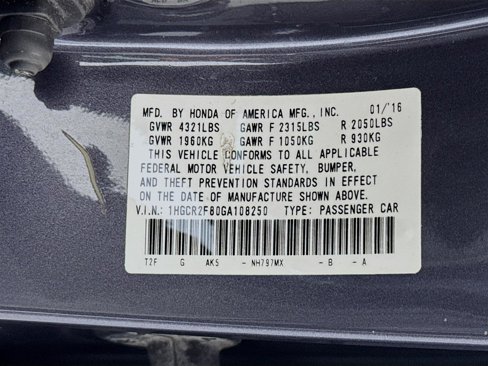 MFD. BY HONDA OF AMERICA MFG., INC. 01/'16
GVWR 4321LBS GAWR F 2315LBS R 2050LBS
GVWR 1960KG GAWR F 1050KG R 930KG
THIS VEHICLE CONFORMS TO ALL APPLICABLE
FEDERAL MOTOR VEHICLE SAFETY, BUMPER,
AND THEFT PREVENTION STANDARDS IN EFFECT
ON THE DATE OF MANUFACTURE SHOWN ABOVE.
V.I.N.: 1HGCR2F80GA108250 TYPE: PASSENGER CAR
T2F G AK5 - NH797MX - B - A